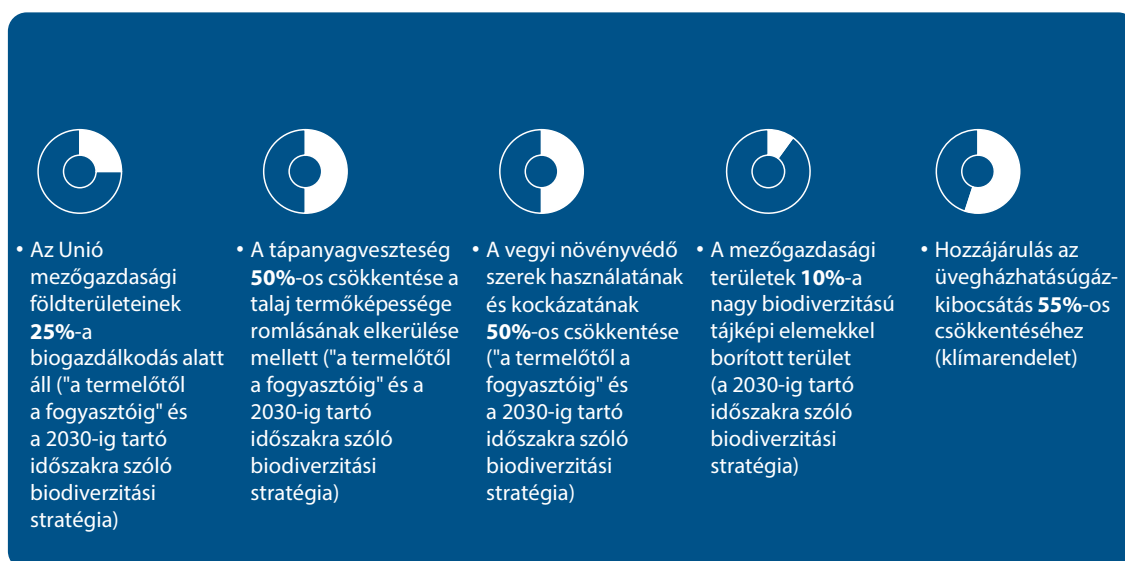 • Az Unió
mezőgazdasági
földterületeinek
25%-a
biogazdálkodás alatt
áll ("a termelőtől
a fogyasztóig" és
a 2030-ig tartó
időszakra szóló
biodiverzitási
stratégia)
• A tápanyagveszteség
50%-os csökkentése a
talaj termőképessége
romlásának elkerülése
mellett ("a termelőtől
a fogyasztóig" és a
2030-ig tartó
időszakra szóló
biodiverzitási
stratégia)
• A vegyi növényvédő
szerek használatának
és kockázatának
50%-os csökkentése
("a termelőtől a
fogyasztóig" és
a 2030-ig tartó
időszakra szóló
biodiverzitási
stratégia)
• A mezőgazdasági
területek 10%-a
nagy biodiverzitású
tájképi elemekkel
borított terület
(a 2030-ig tartó
időszakra szóló
biodiverzitási
stratégia)
• Hozzájárulás az
üvegházhatásúgáz-
kibocsátás 55%-os
csökkentéséhez
(klímarendelet)